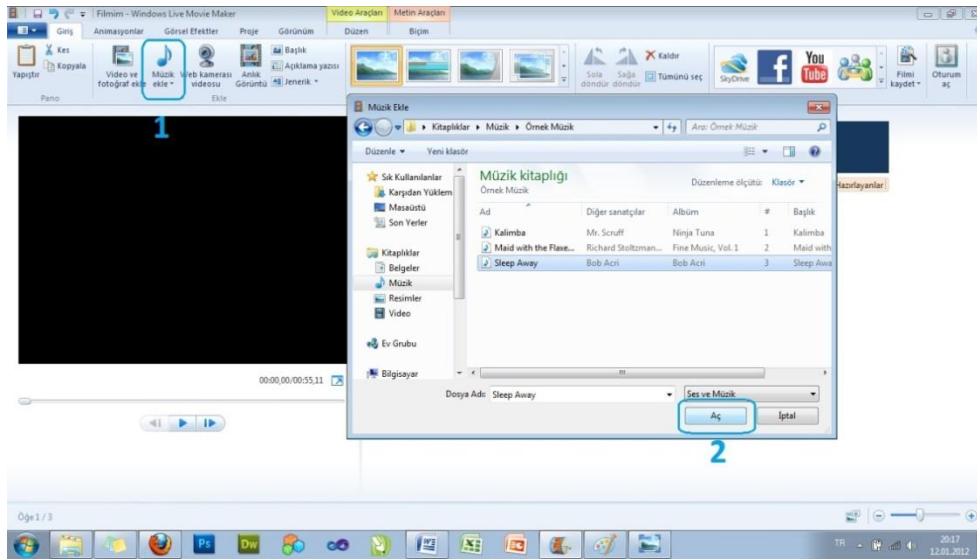 Filmim - Windows Live Movie Maker
Video Araçları Metin Araçları
Giriş Animasyonlar Görsel Efektler Proje Görünüm Düzen Biçim
Yapıştır
Kes
Kopyala
Pano
Video ve fotoğraf ekle
Müzik ekle
Web kamerası videosu
Anlık Görüntü
Başlık
Açıklama yazısı
Jenerik
Ekle
Sola döndür
Sağa döndür
Kaldır
Tümünü seç
SkyDrive
f
You Tube
Filmi kaydet
Oturum aç
1
Müzik Ekle
Kitaplıklar Müzik Örnek Müzik
Ara: Örnek Müzik
Düzenle Yeni klasör
Sık Kullanılanlar
Karşıdan Yüklem
Masaüstü
Son Yerler
Kitaplıklar
Belgeler
Müzik
Resimler
Video
Ev Grubu
Bilgisayar
Müzik kitaplığı
Örnek Müzik
Düzenleme ölçütü: Klasör
Ad Diğer sanatçılar Albüm # Başlık
Kalimba Mr. Scruff Ninja Tuna 1 Kalimba
Maid with the Flaxe... Richard Stoltzman... Fine Music, Vol. 1 2 Maid with
Sleep Away Bob Acri Bob Acri 3 Sleep Awa
Dosya Adı: Sleep Away
Ses ve Müzik
Aç İptal
2
Hazırlayanlar
00:00,00/00:55,11
Öğe 1 / 3
Ps
Dw
TR
20:17
12.01.2012